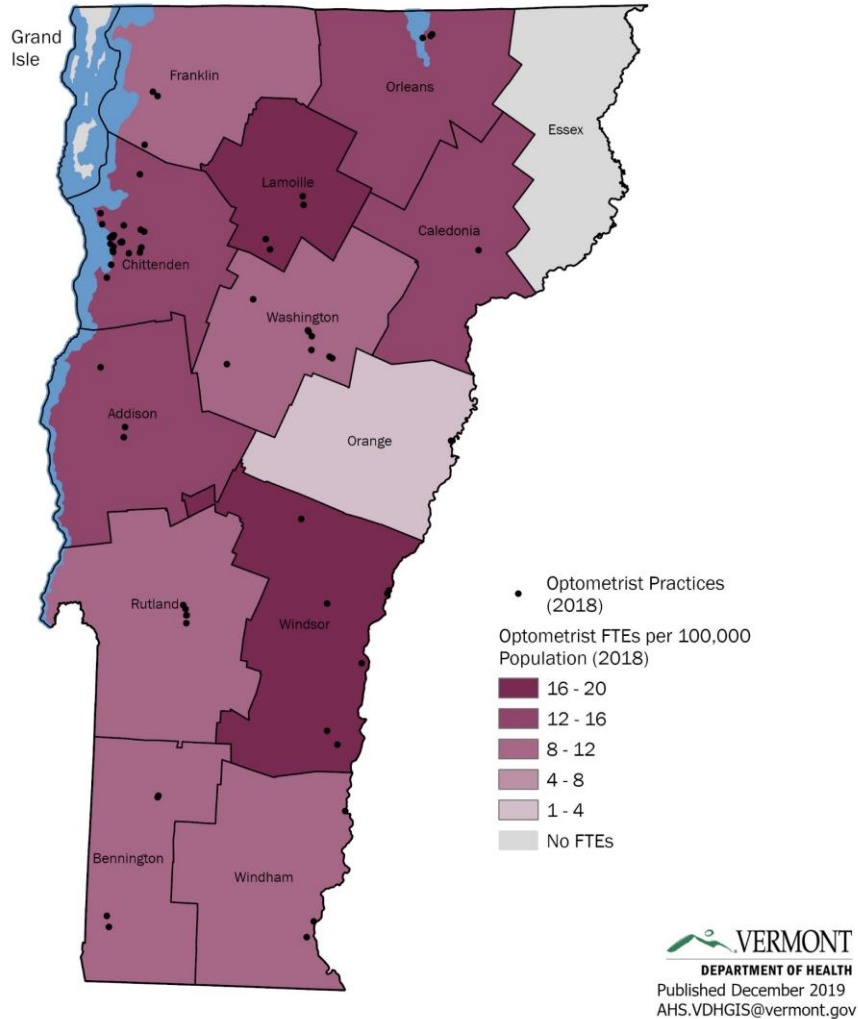 Grand
Isle
Franklin
Orleans
Essex
Lamoille
Caledonia
Chittenden
Washington
Addison
Orange
Rutland
Windsor
Bennington
Windham
Optometrist Practices
(2018)
Optometrist FTEs per 100,000
Population (2018)
16 - 20
12 - 16
8 - 12
4 - 8
1 - 4
No FTEs
VERMONT
DEPARTMENT OF HEALTH
Published December 2019
AHS.VDHGIS@vermont.gov